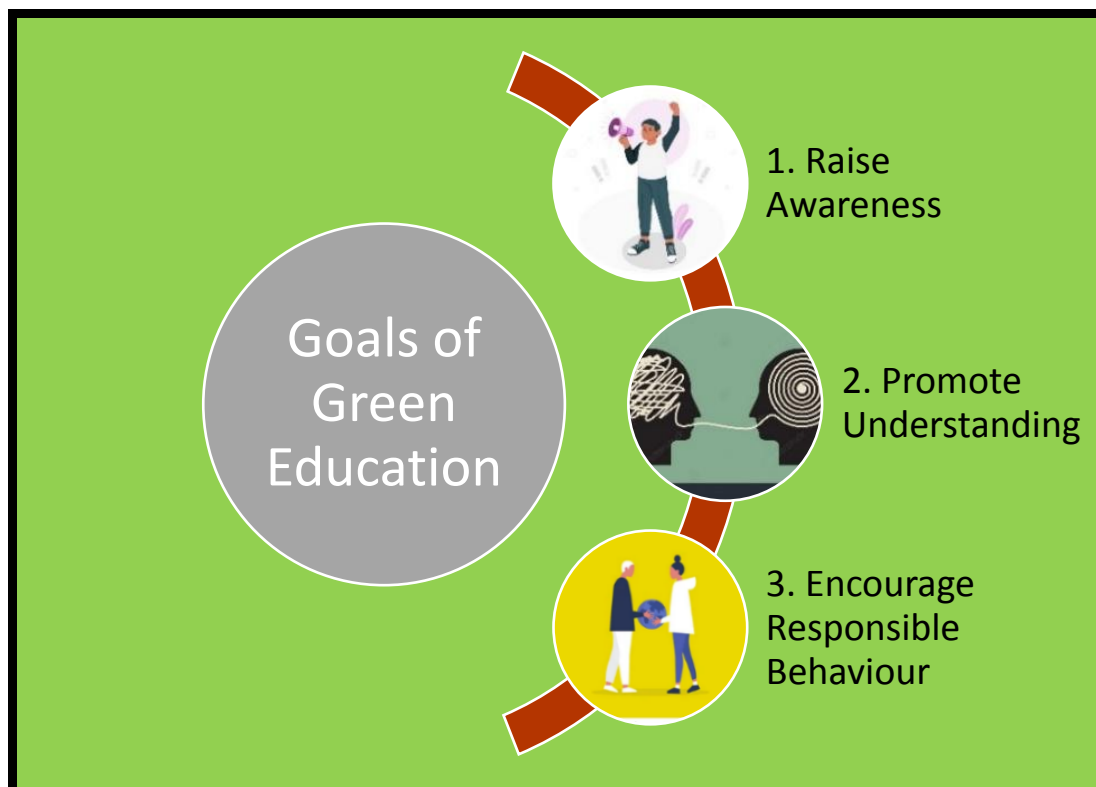 Goals of
Green
Education
1. Raise
Awareness
2. Promote
Understanding
3. Encourage
Responsible
Behaviour